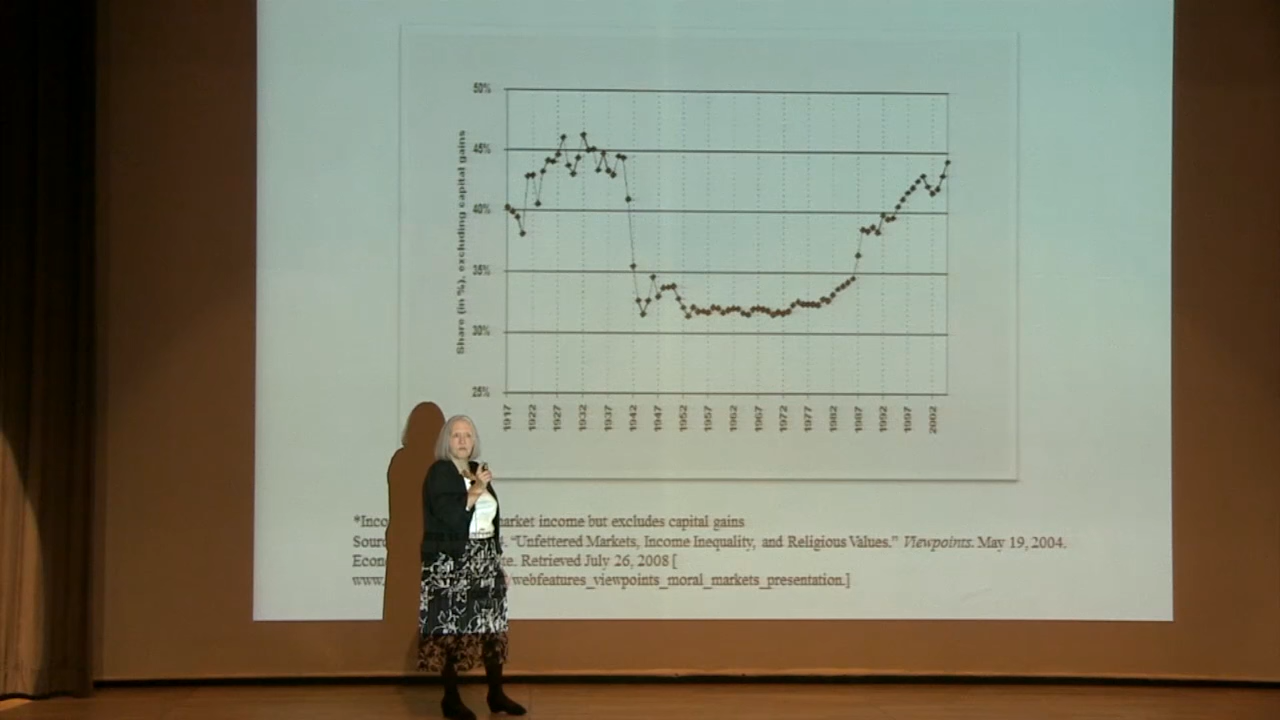 50%
45%
40%
35%
30%
25%
Share (in %), excluding capital gains
1917 1922 1927 1932 1937 1942 1947 1952 1957 1962 1967 1972 1977 1982 1987 1992 1997 2002
*Inco arket income but excludes capital gains
Sourc . “Unfettered Markets, Income Inequality, and Religious Values.” Viewpoints. May 19, 2004.
Econ te. Retrieved July 26, 2008 [
www. /webfeatures_viewpoints_moral_markets_presentation.]